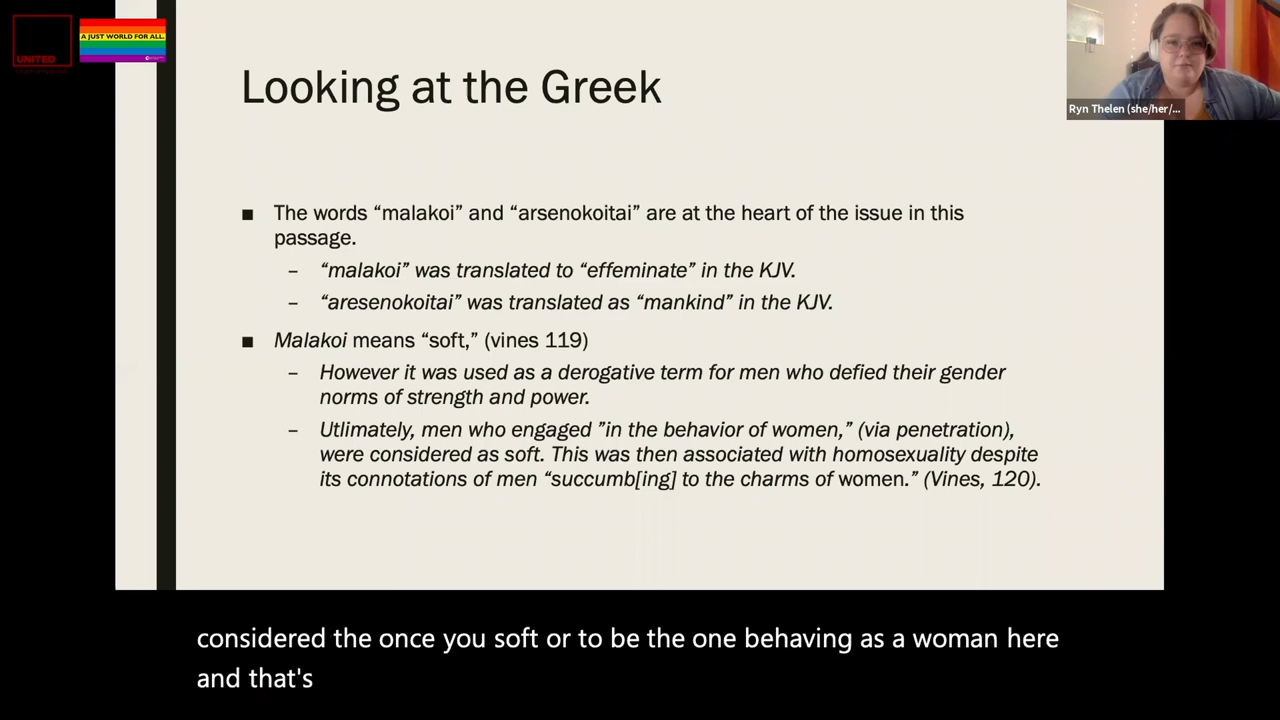 UNITED
A JUST WORLD FOR ALL.
Ryn Thelen (she/her/...
Looking at the Greek
■ The words “malakoi” and “arsenokoitai” are at the heart of the issue in this
passage.
– “malakoi” was translated to “effeminate” in the KJV.
– “aresenokoitai” was translated as “mankind” in the KJV.
■ Malakoi means “soft,” (vines 119)
– However it was used as a derogative term for men who defied their gender
norms of strength and power.
– Utlimately, men who engaged ”in the behavior of women,” (via penetration),
were considered as soft. This was then associated with homosexuality despite
its connotations of men “succumb[ing] to the charms of women.” (Vines, 120).
considered the once you soft or to be the one behaving as a woman here
and that's